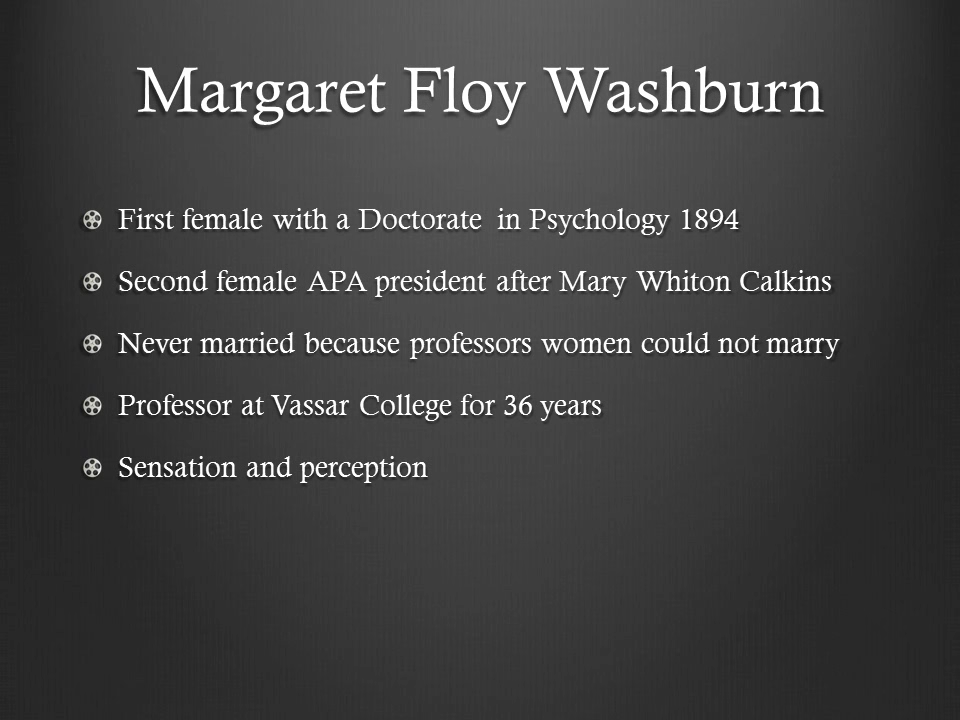 Margaret Floy Washburn
First female with a Doctorate in Psychology 1894
Second female APA president after Mary Whiton Calkins
Never married because professors women could not marry
Professor at Vassar College for 36 years
Sensation and perception